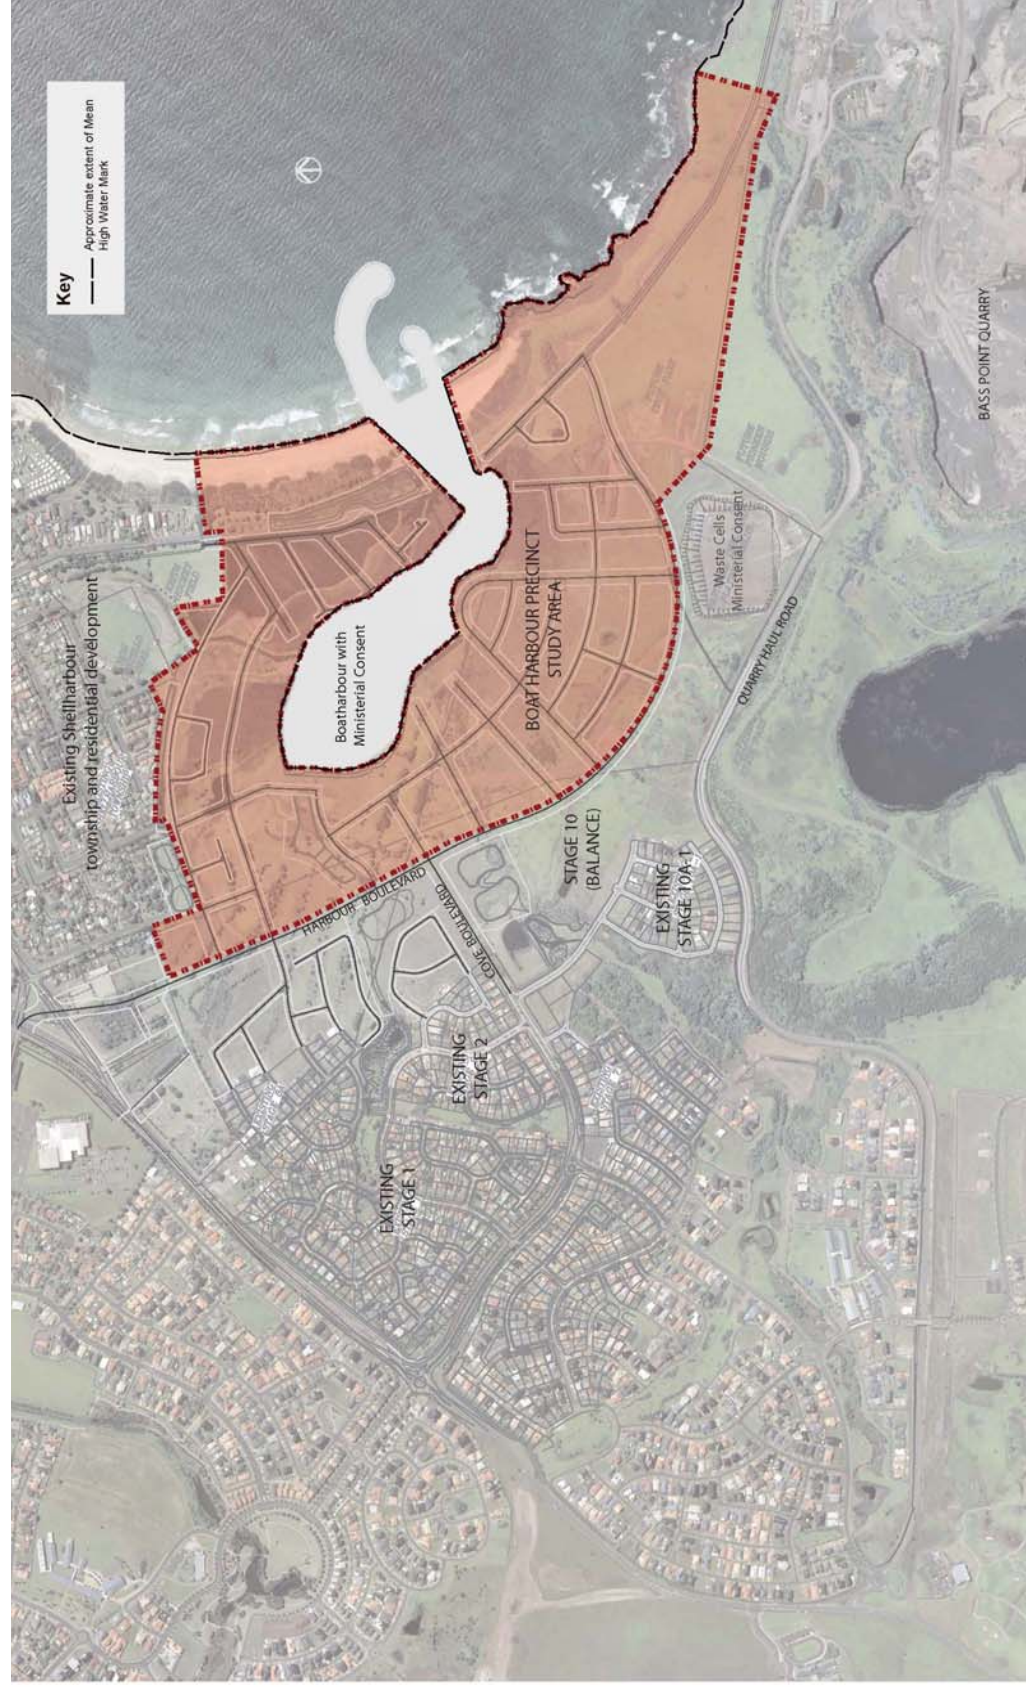 Key
Approximate extent of Mean
High Water Mark
Existing Shellharbour
township and residential development
Boatharbour with
Ministerial Consent
BOAT HARBOUR PRECINCT
STUDY AREA
Waste Cells
Ministerial Consent
BASS POINT QUARRY
QUARRY HAUL ROAD
HARBOUR BOULEVARD
COVE BOULEVARD
STAGE 10
(BALANCE)
EXISTING
STAGE 10A-1
EXISTING
STAGE 2
EXISTING
STAGE 1